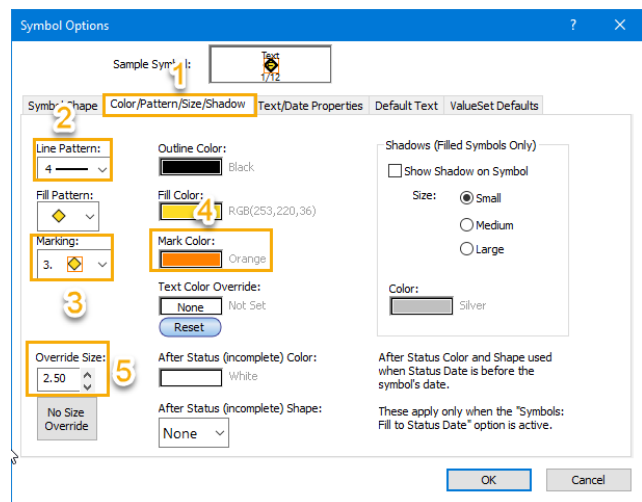 Symbol Options
? ×
Sample Symbol:
Text
1/12
1
Symbol Shape Color/Pattern/Size/Shadow Text/Date Properties Default Text ValueSet Defaults
2
Line Pattern:
4
Outline Color:
Black
Shadows (Filled Symbols Only)
Show Shadow on Symbol
Size: Small
Medium
Large
Fill Pattern:
Fill Color:
RGB(253,220,36)
4
Marking:
3.
3
Mark Color:
Orange
Text Color Override:
None Not Set
Reset
Color:
Silver
Override Size:
2.50
5
No Size
Override
After Status (incomplete) Color:
White
After Status (incomplete) Shape:
None
After Status Color and Shape used
when Status Date is before the
symbol's date.
These apply only when the "Symbols:
Fill to Status Date" option is active.
OK Cancel